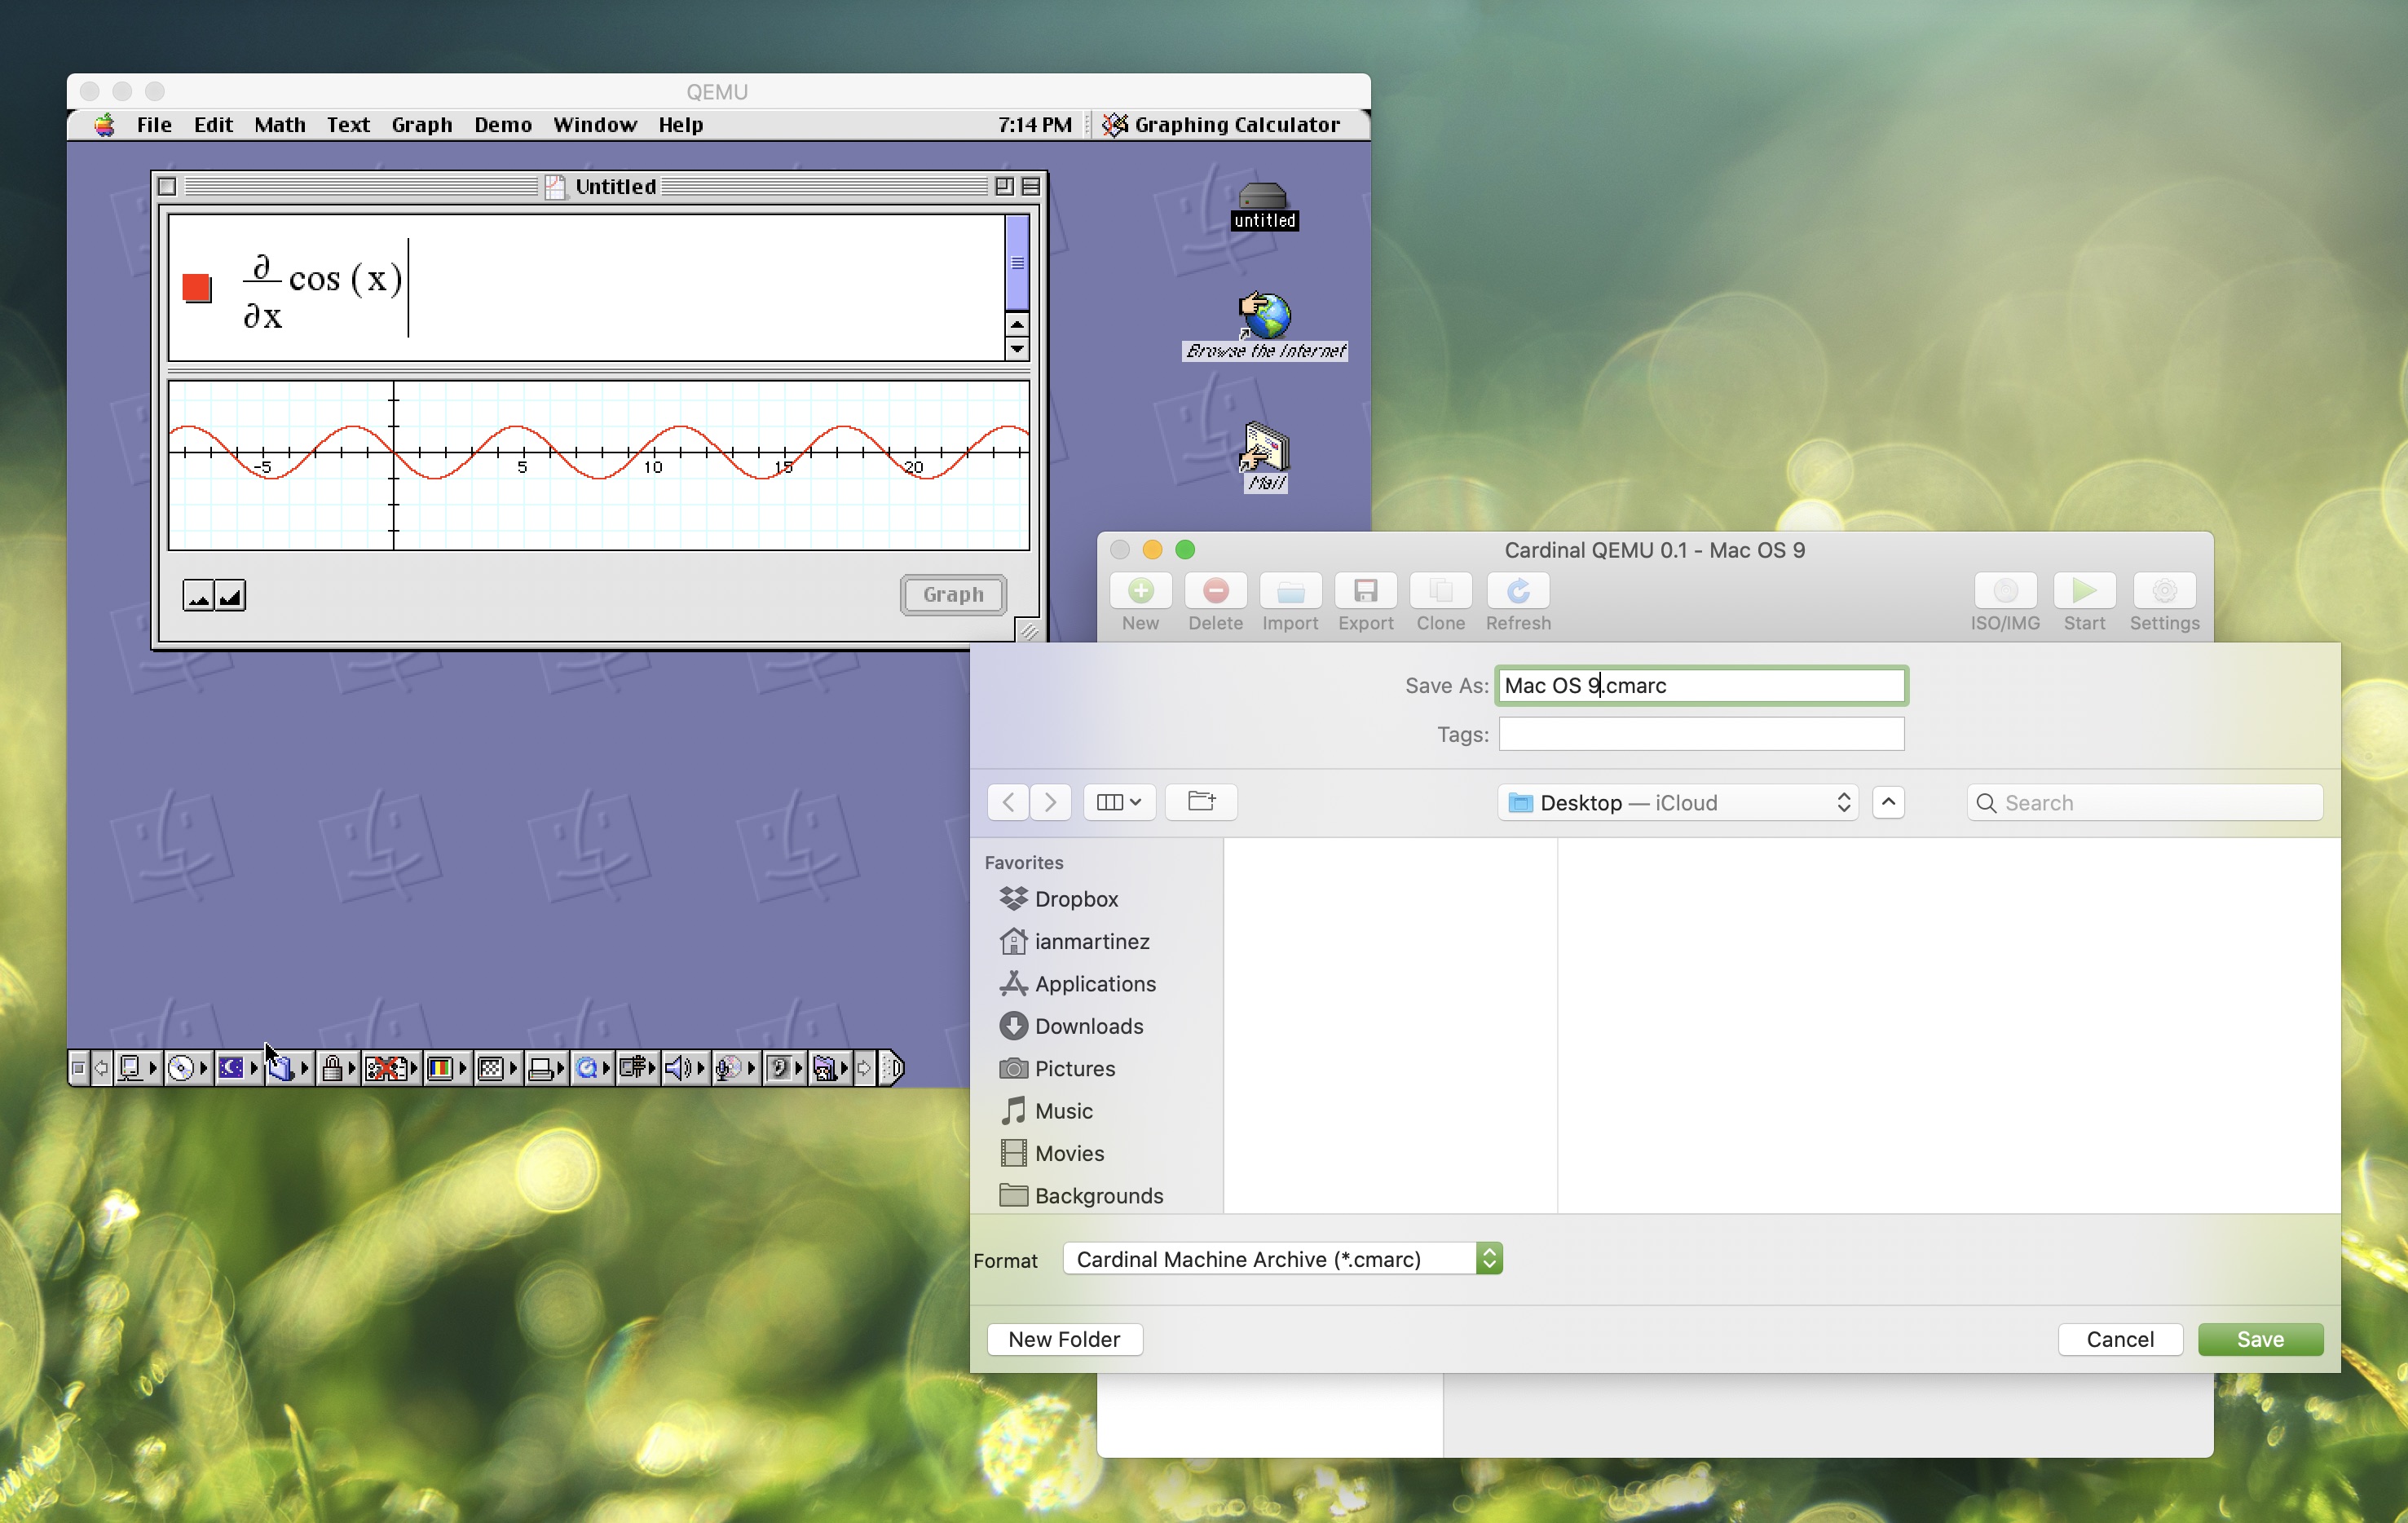 QEMU
File Edit Math Text Graph Demo Window Help 7:14 PM Graphing Calculator
Untitled
∂
cos (x)
∂x
-5 5 10 15 20
Graph
untitled
Browse the Internet
Mail
Cardinal QEMU 0.1 - Mac OS 9
New Delete Import Export Clone Refresh ISO/IMG Start Settings
Save As: Mac OS 9.cmarc
Tags:
Desktop — iCloud
Search
Favorites
Dropbox
ianmartinez
Applications
Downloads
Pictures
Music
Movies
Backgrounds
Format Cardinal Machine Archive (*.cmarc)
New Folder Cancel Save